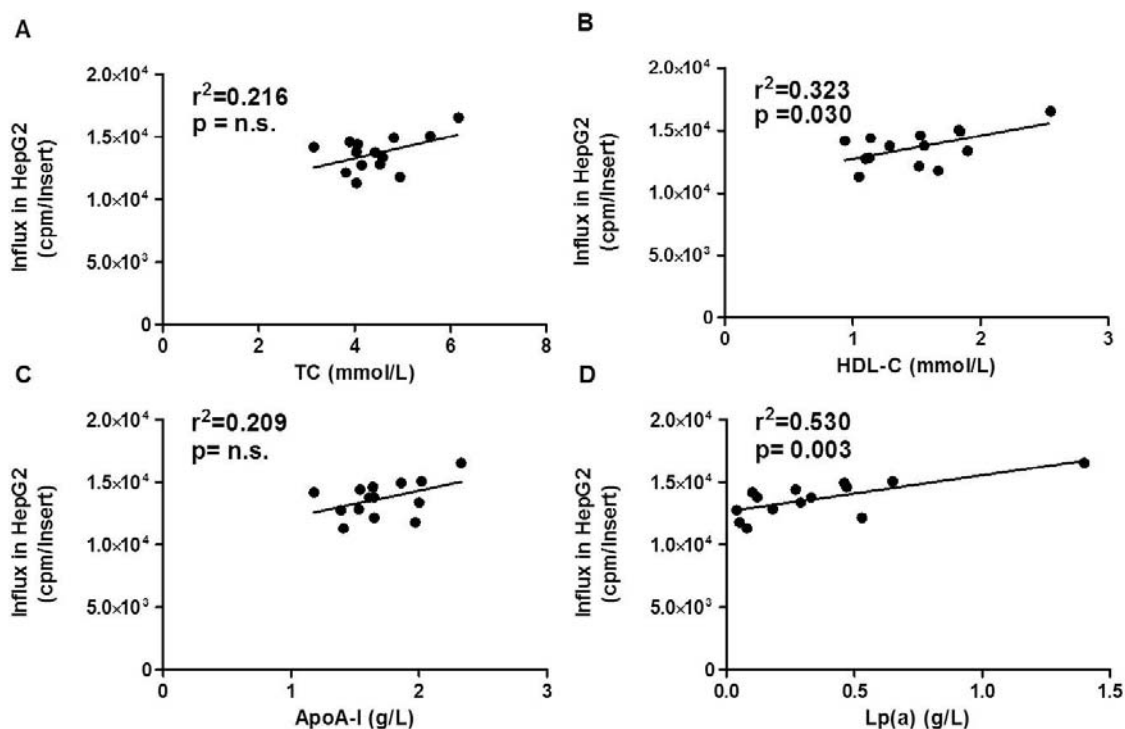 A
r²=0.216
p = n.s.
Influx in HepG2
(cpm/Insert)
2.0×10⁴
1.5×10⁴
1.0×10⁴
5.0×10³
0
0 2 4 6 8
TC (mmol/L)
B
r²=0.323
p =0.030
Influx in HepG2
(cpm/Insert)
2.0×10⁴
1.5×10⁴
1.0×10⁴
5.0×10³
0
0 1 2 3
HDL-C (mmol/L)
C
r²=0.209
p= n.s.
Influx in HepG2
(cpm/Insert)
2.0×10⁴
1.5×10⁴
1.0×10⁴
5.0×10³
0
0 1 2 3
ApoA-I (g/L)
D
r²=0.530
p= 0.003
Influx in HepG2
(cpm/Insert)
2.0×10⁴
1.5×10⁴
1.0×10⁴
5.0×10³
0
0.0 0.5 1.0 1.5
Lp(a) (g/L)